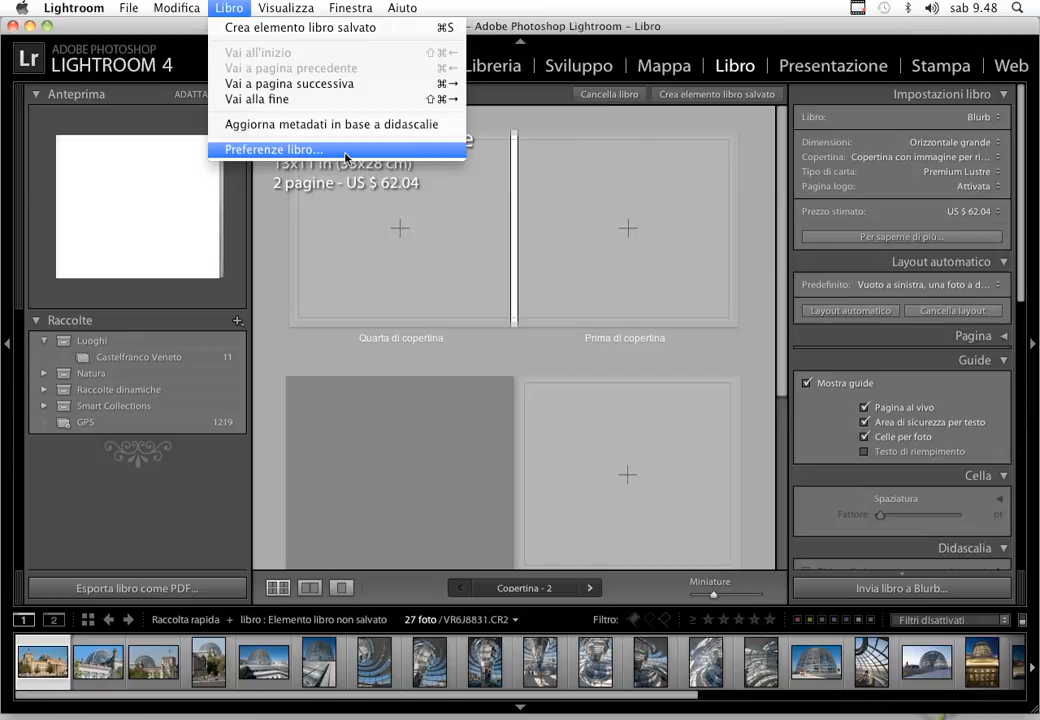 Lightroom File Modifica Libro Visualizza Finestra Aiuto sab 9.48
- Adobe Photoshop Lightroom - Libro
Crea elemento libro salvato ⌘S
Vai all'inizio ⇧⌘←
Vai a pagina precedente ⌘←
Vai a pagina successiva ⌘→
Vai alla fine ⇧⌘→
Aggiorna metadati in base a didascalie
Preferenze libro...
Lr ADOBE PHOTOSHOP
LIGHTROOM 4
Libreria | Sviluppo | Mappa | Libro | Presentazione | Stampa | Web
Anteprima ADATTA
Cancella libro Crea elemento libro salvato
13x11 in (33x28 cm)
2 pagine - US $ 62.04
Quarta di copertina Prima di copertina
Raccolte
Luoghi
Castelfranco Veneto 11
Natura
Raccolte dinamiche
Smart Collections
GPS 1219
Esporta libro come PDF...
Copertina - 2
Miniature
Impostazioni libro
Libro: Blurb
Dimensioni: Orizzontale grande
Copertina: Copertina con immagine per ri...
Tipo di carta: Premium Lustre
Pagina logo: Attivata
Prezzo stimato: US $ 62.04
Per saperne di più...
Layout automatico
Predefinito: Vuoto a sinistra, una foto a d...
Layout automatico Cancella layout
Pagina
Guide
Mostra guide
Pagina al vivo
Area di sicurezza per testo
Celle per foto
Testo di riempimento
Cella
Spaziatura
Fattore pt
Didascalia
Invia libro a Blurb...
1 2 Raccolta rapida + libro : Elemento libro non salvato 27 foto /VR6J8831.CR2 Filtro: Filtri disattivati